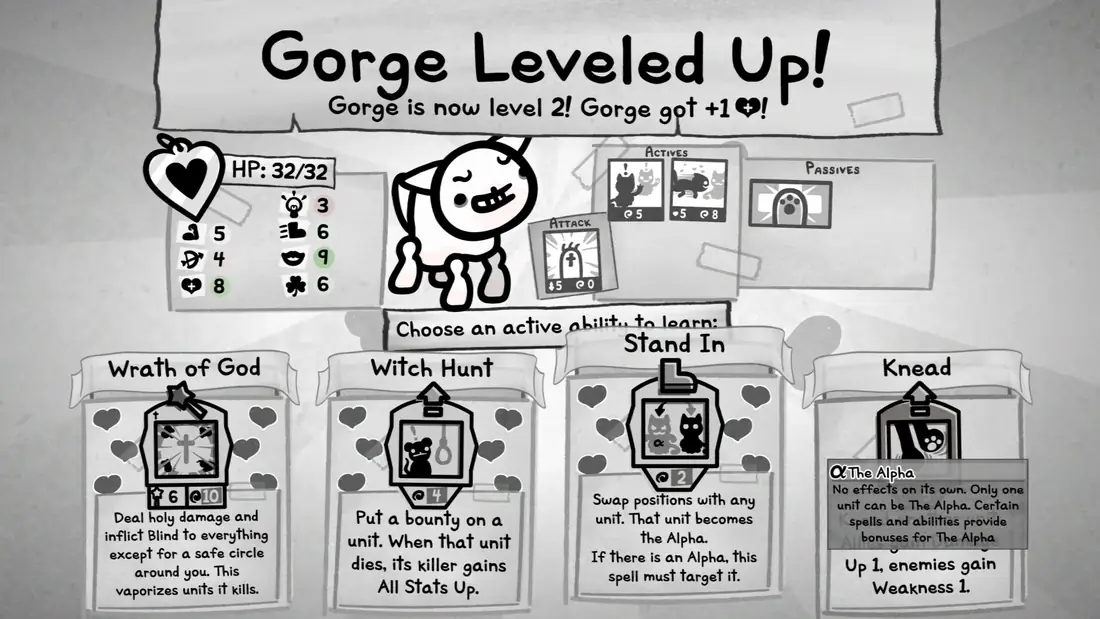 Gorge Leveled Up!
Gorge is now level 2! Gorge got +1 !
HP: 32/32
3
5
6
4
9
8
6
Attack
5 0
Actives
5
5 8
Passives
Choose an active ability to learn:
Wrath of God
6 10
Deal holy damage and
inflict Blind to everything
except for a safe circle
around you. This
vaporizes units it kills.
Witch Hunt
4
Put a bounty on a
unit. When that unit
dies, its killer gains
All Stats Up.
Stand In
α
2
Swap positions with any
unit. That unit becomes
the Alpha.
If there is an Alpha, this
spell must target it.
Knead
α The Alpha
No effects on its own. Only one
unit can be The Alpha. Certain
spells and abilities provide
bonuses for The Alpha
Up 1, enemies gain
Weakness 1.